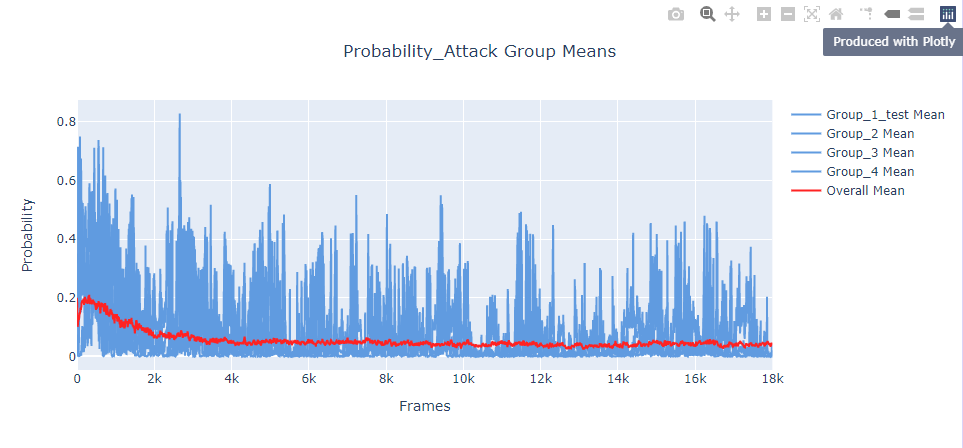 Produced with Plotly
Probability_Attack Group Means
Group_1_test Mean
Group_2 Mean
Group_3 Mean
Group_4 Mean
Overall Mean
Probability
0.8
0.6
0.4
0.2
0
0 2k 4k 6k 8k 10k 12k 14k 16k 18k
Frames